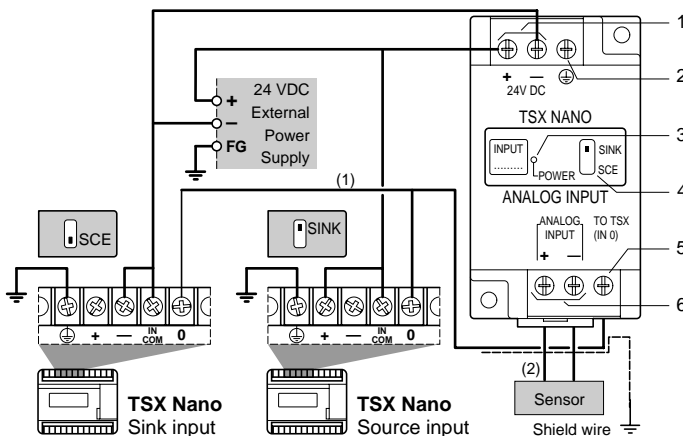 1
2
3
4
5
6
+ —
24V DC
TSX NANO
INPUT
POWER
SINK
SCE
ANALOG INPUT
ANALOG
INPUT
+ —
TO TSX
(IN 0)
+ 24 VDC
– External
Power
FG Supply
(1)
SCE
SINK
+ — IN
COM 0
+ — IN
COM 0
TSX Nano
Sink input
TSX Nano
Source input
(2)
Sensor
Shield wire